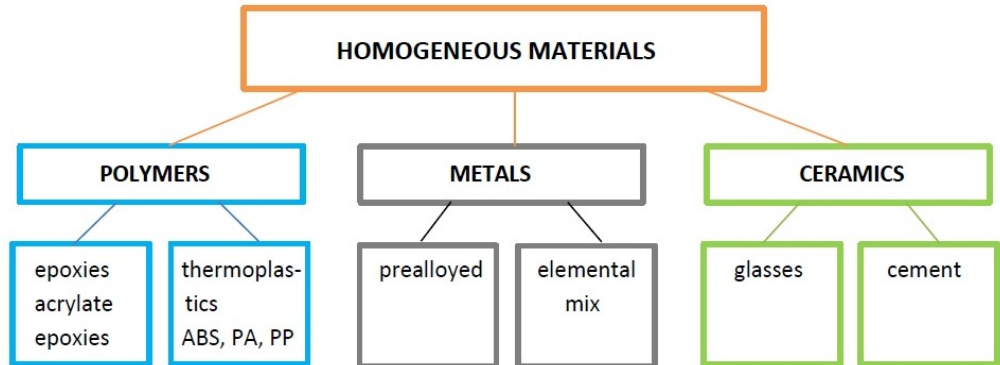 HOMOGENEOUS MATERIALS
POLYMERS
METALS
CERAMICS
epoxies
acrylate
epoxies
thermoplas-
tics
ABS, PA, PP
prealloyed
elemental
mix
glasses
cement